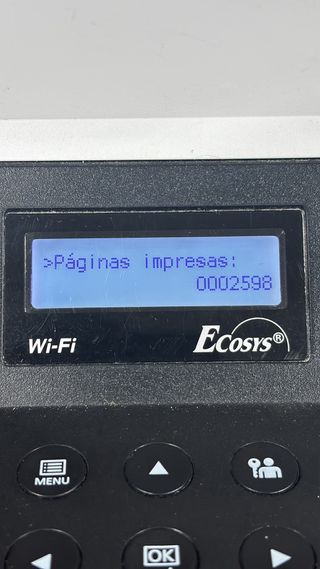 >Páginas impresas:
0002598
Wi-Fi
ECOSYS®
MENU
OK